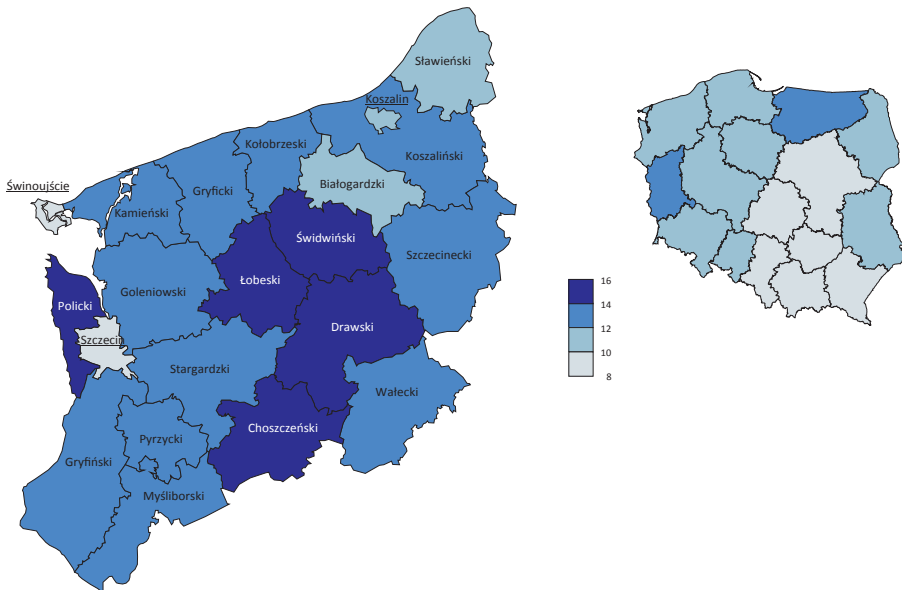 Sławieński
Koszalin
Kołobrzeski
Koszaliński
Białogardzki
Świnoujście
Gryficki
Kamieński
Świdwiński
Szczecinecki
Łobeski
Goleniowski
Policki
Drawski
Szczecin
Stargardzki
Wałecki
Choszczeński
Pyrzycki
Gryfiński
Myśliborski
16
14
12
10
8